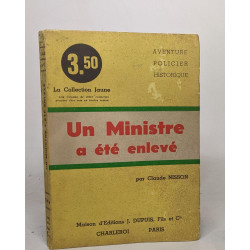 3.50
La Collection Jaune
AVENTURE
POLICIER
HISTORIQUE
Un Ministre
a été enlevé
par Claude BISSON
Maison d'Editions J. DUPUIS, Fils et Cie
CHARLEROI PARIS